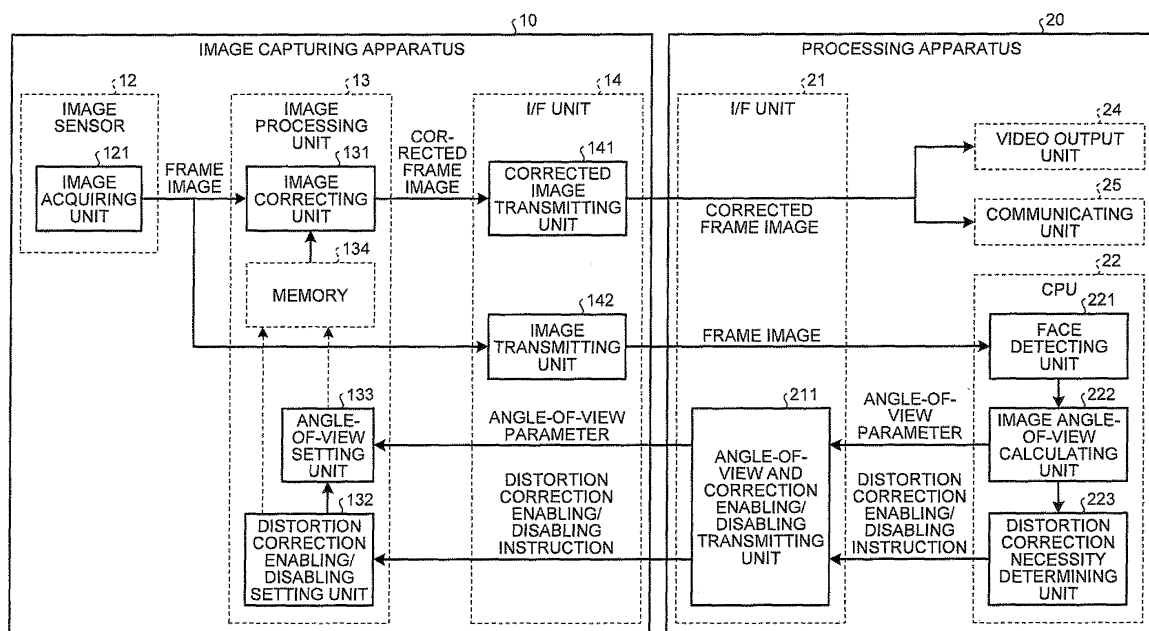 10
IMAGE CAPTURING APPARATUS
20
PROCESSING APPARATUS
12
IMAGE
SENSOR
121
IMAGE
ACQUIRING
UNIT
FRAME
IMAGE
13
IMAGE
PROCESSING
UNIT
131
IMAGE
CORRECTING
UNIT
134
MEMORY
COR-
RECTED
FRAME
IMAGE
14
I/F UNIT
141
CORRECTED
IMAGE
TRANSMITTING
UNIT
142
IMAGE
TRANSMITTING
UNIT
21
I/F UNIT
CORRECTED
FRAME IMAGE
24
VIDEO OUTPUT
UNIT
25
COMMUNICATING
UNIT
FRAME IMAGE
22
CPU
221
FACE
DETECTING
UNIT
133
ANGLE-
OF-VIEW
SETTING
UNIT
ANGLE-OF-VIEW
PARAMETER
211
ANGLE-OF-
VIEW AND
CORRECTION
ENABLING/
DISABLING
TRANSMITTING
UNIT
ANGLE-
OF-VIEW
PARAMETER
222
IMAGE ANGLE-
OF-VIEW
CALCULATING
UNIT
132
DISTORTION
CORRECTION
ENABLING/
DISABLING
SETTING UNIT
DISTORTION
CORRECTION
ENABLING/
DISABLING
INSTRUCTION
DISTORTION
CORRECTION
ENABLING/
DISABLING
INSTRUCTION
223
DISTORTION
CORRECTION
NECESSITY
DETERMINING
UNIT